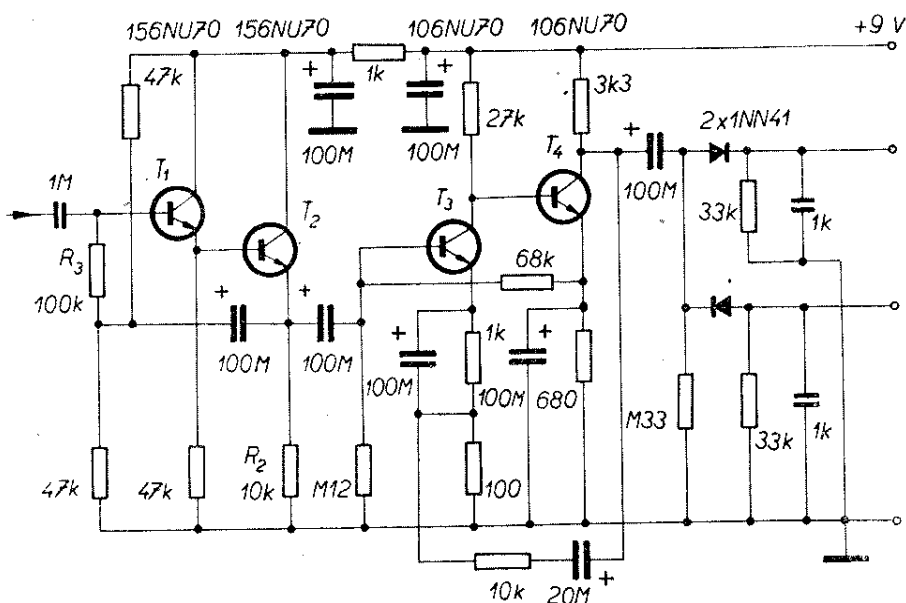 156NU70 156NU70 106NU70 106NU70 +9 V
47k + 1k + 27k 3k3
100M 100M + 100M 2x1NN41
1M T1 T2 T3 T4
33k 1k
R3 100k
68k
+ 100M + 100M
+ 100M 1k + 100M 680
M33 33k 1k
47k 47k R2 10k M12 100
10k 20M +